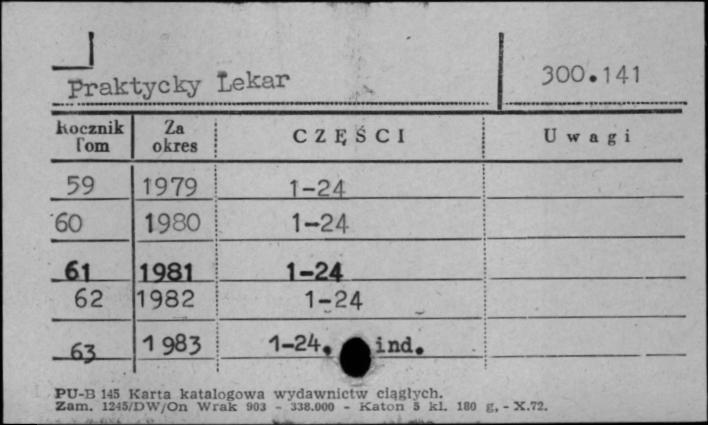 Praktycky Lekar 300.141
Rocznik Tom Za okres CZĘŚCI Uwagi
59 1979 1-24
60 1980 1-24
61 1981 1-24
62 1982 1-24
63 1983 1-24. ind.
PU-B 145 Karta katalogowa wydawnictw ciągłych.
Zam. 1245/DW/On Wrak 903 - 338.000 - Katon 5 kl. 180 g, - X.72.